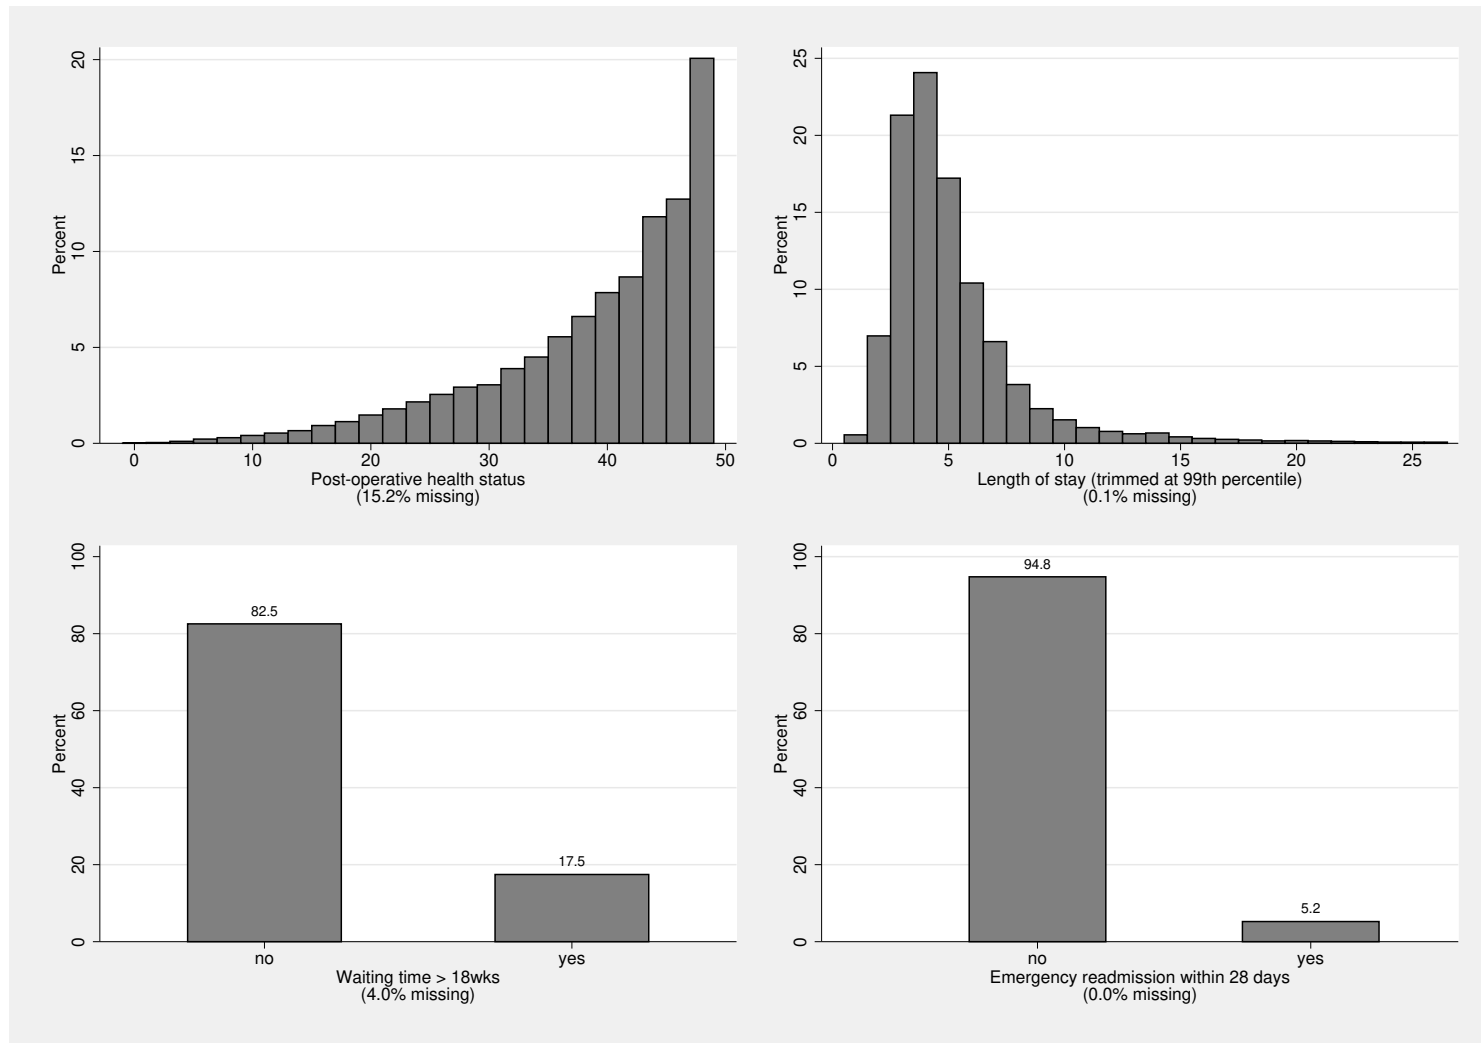 20
15
10
5
0
Percent
0 10 20 30 40 50
Post-operative health status
(15.2% missing)
25
20
15
10
5
0
Percent
0 5 10 15 20 25
Length of stay (trimmed at 99th percentile)
(0.1% missing)
100
80
60
40
20
0
Percent
82.5
17.5
no yes
Waiting time > 18wks
(4.0% missing)
100
80
60
40
20
0
Percent
94.8
5.2
no yes
Emergency readmission within 28 days
(0.0% missing)